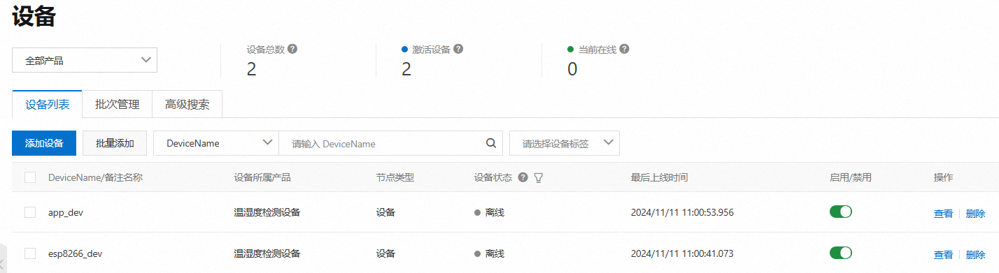 设备
全部产品
设备总数 激活设备 当前在线
2 2 0
设备列表 批次管理 高级搜索
添加设备 批量添加 DeviceName 请输入 DeviceName 请选择设备标签
DeviceName/备注名称 设备所属产品 节点类型 设备状态 最后上线时间 启用/禁用 操作
app_dev 温湿度检测设备 设备 离线 2024/11/11 11:00:53.956 查看 删除
esp8266_dev 温湿度检测设备 设备 离线 2024/11/11 11:00:41.073 查看 删除